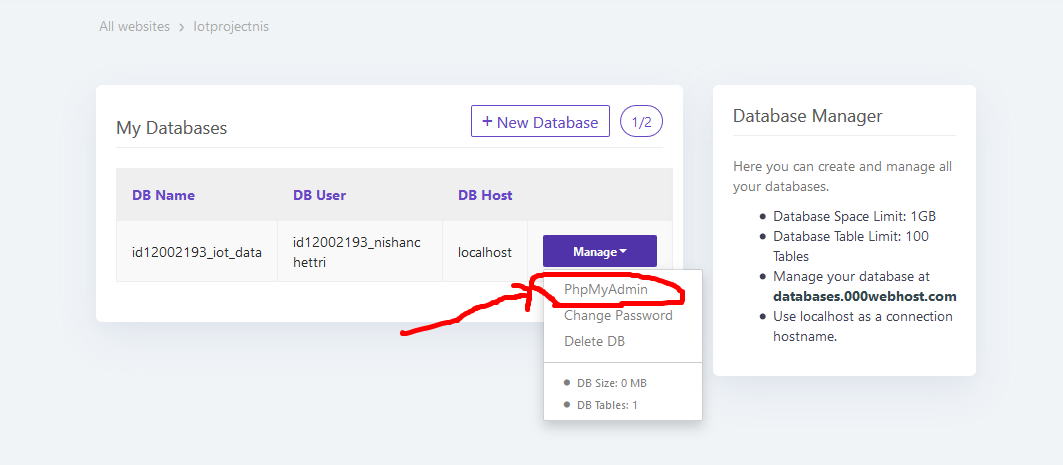 All websites > Iotprojectnis
My Databases
+ New Database
1/2
DB Name DB User DB Host
id12002193_iot_data
id12002193_nishanc
hettri
localhost
Manage
PhpMyAdmin
Change Password
Delete DB
DB Size: 0 MB
DB Tables: 1
Database Manager
Here you can create and manage all
your databases.
Database Space Limit: 1GB
Database Table Limit: 100
Tables
Manage your database at
databases.000webhost.com
Use localhost as a connection
hostname.